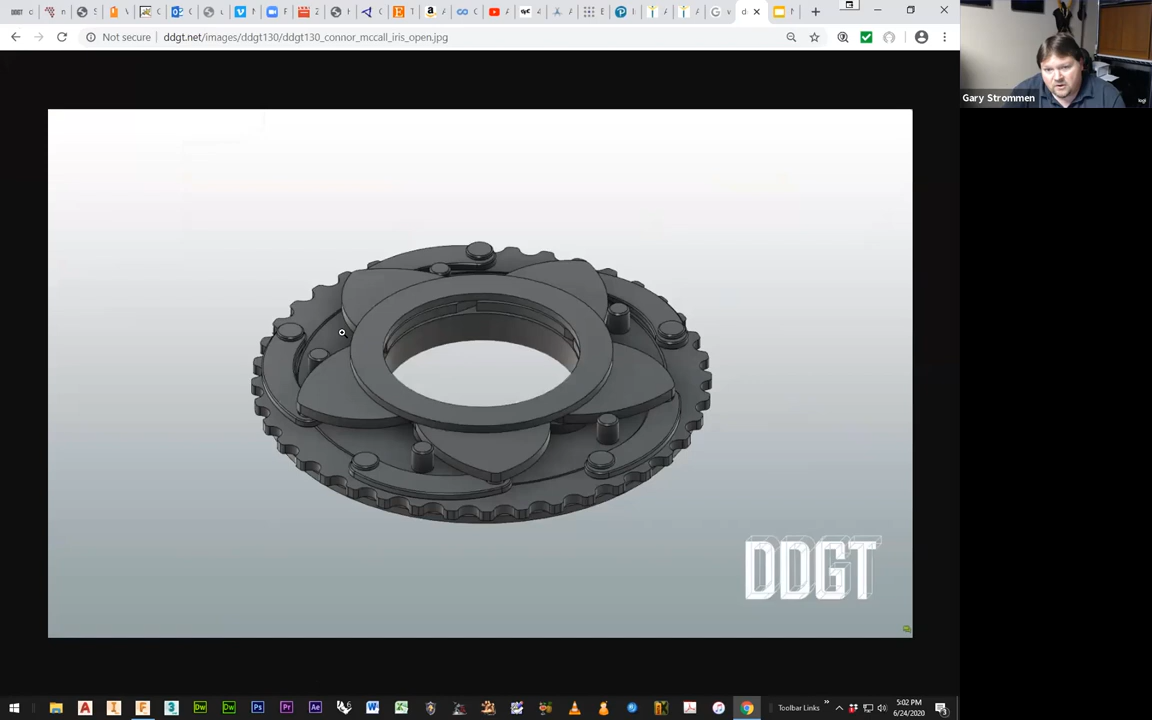 Not secure
ddgt.net/images/ddgt130/ddgt130_connor_mccall_iris_open.jpg
Gary Strommen
DDGT
Toolbar Links
5:02 PM
6/24/2020